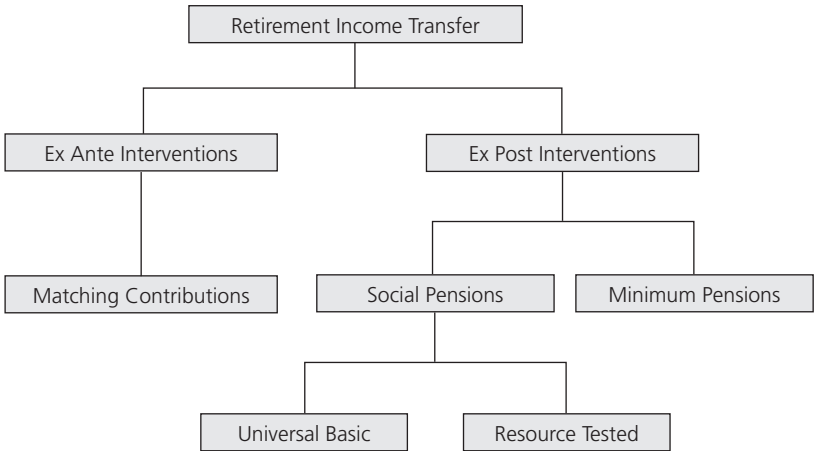 Retirement Income Transfer
Ex Ante Interventions
Ex Post Interventions
Matching Contributions
Social Pensions
Minimum Pensions
Universal Basic
Resource Tested